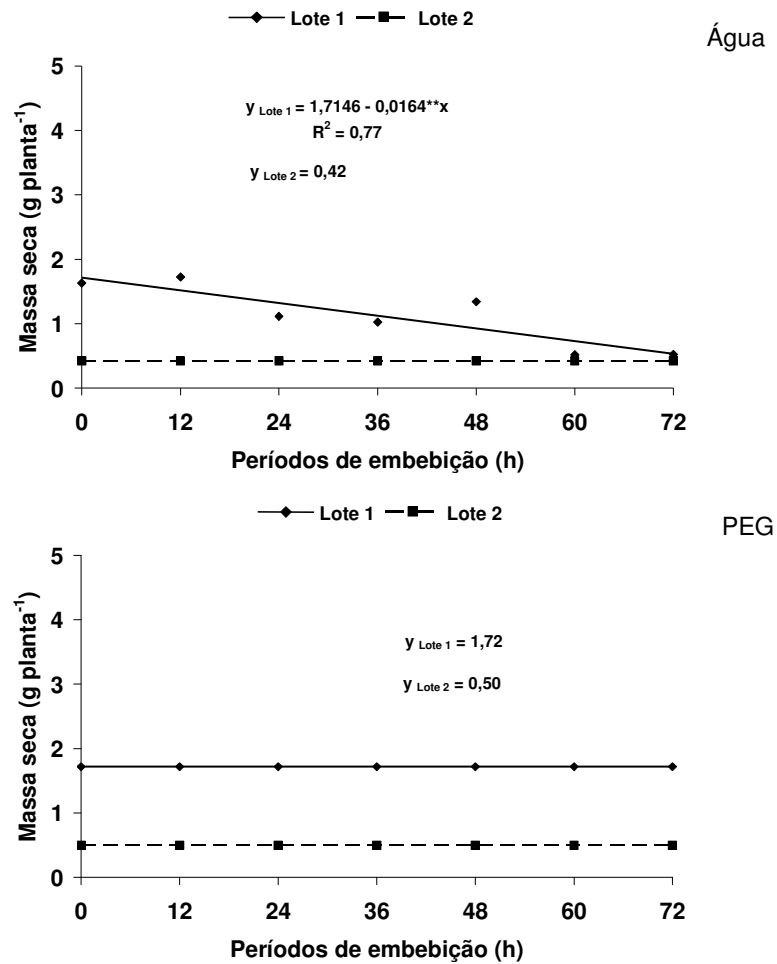 Lote 1 Lote 2
Água
5
4
3
2
1
0
Massa seca (g planta⁻¹)
y Lote 1 = 1,7146 - 0,0164**x
R² = 0,77
y Lote 2 = 0,42
0 12 24 36 48 60 72
Períodos de embebição (h)
Lote 1 Lote 2
PEG
5
4
3
2
1
0
Massa seca (g planta⁻¹)
y Lote 1 = 1,72
y Lote 2 = 0,50
0 12 24 36 48 60 72
Períodos de embebição (h)